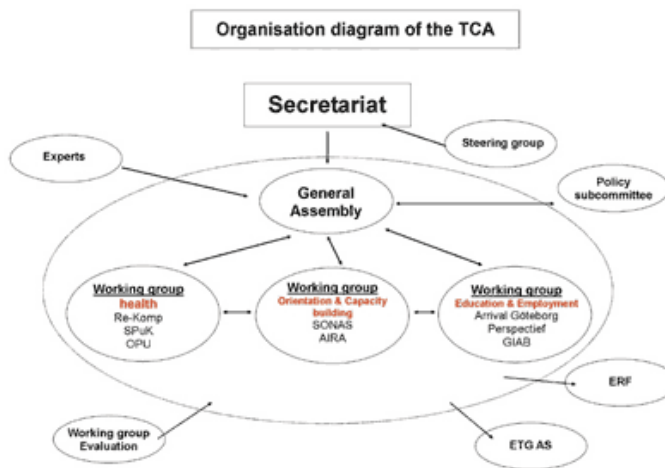 Organisation diagram of the TCA
Secretariat
Steering group
Experts
Policy
subcommittee
General
Assembly
Working group
health
Re-Komp
SPuK
OPU
Working group
Orientation & Capacity
building
SONAS
AIRA
Working group
Education & Employment
Arrival Göteborg
Perspectief
GIAB
ERF
Working group
Evaluation
ETG AS